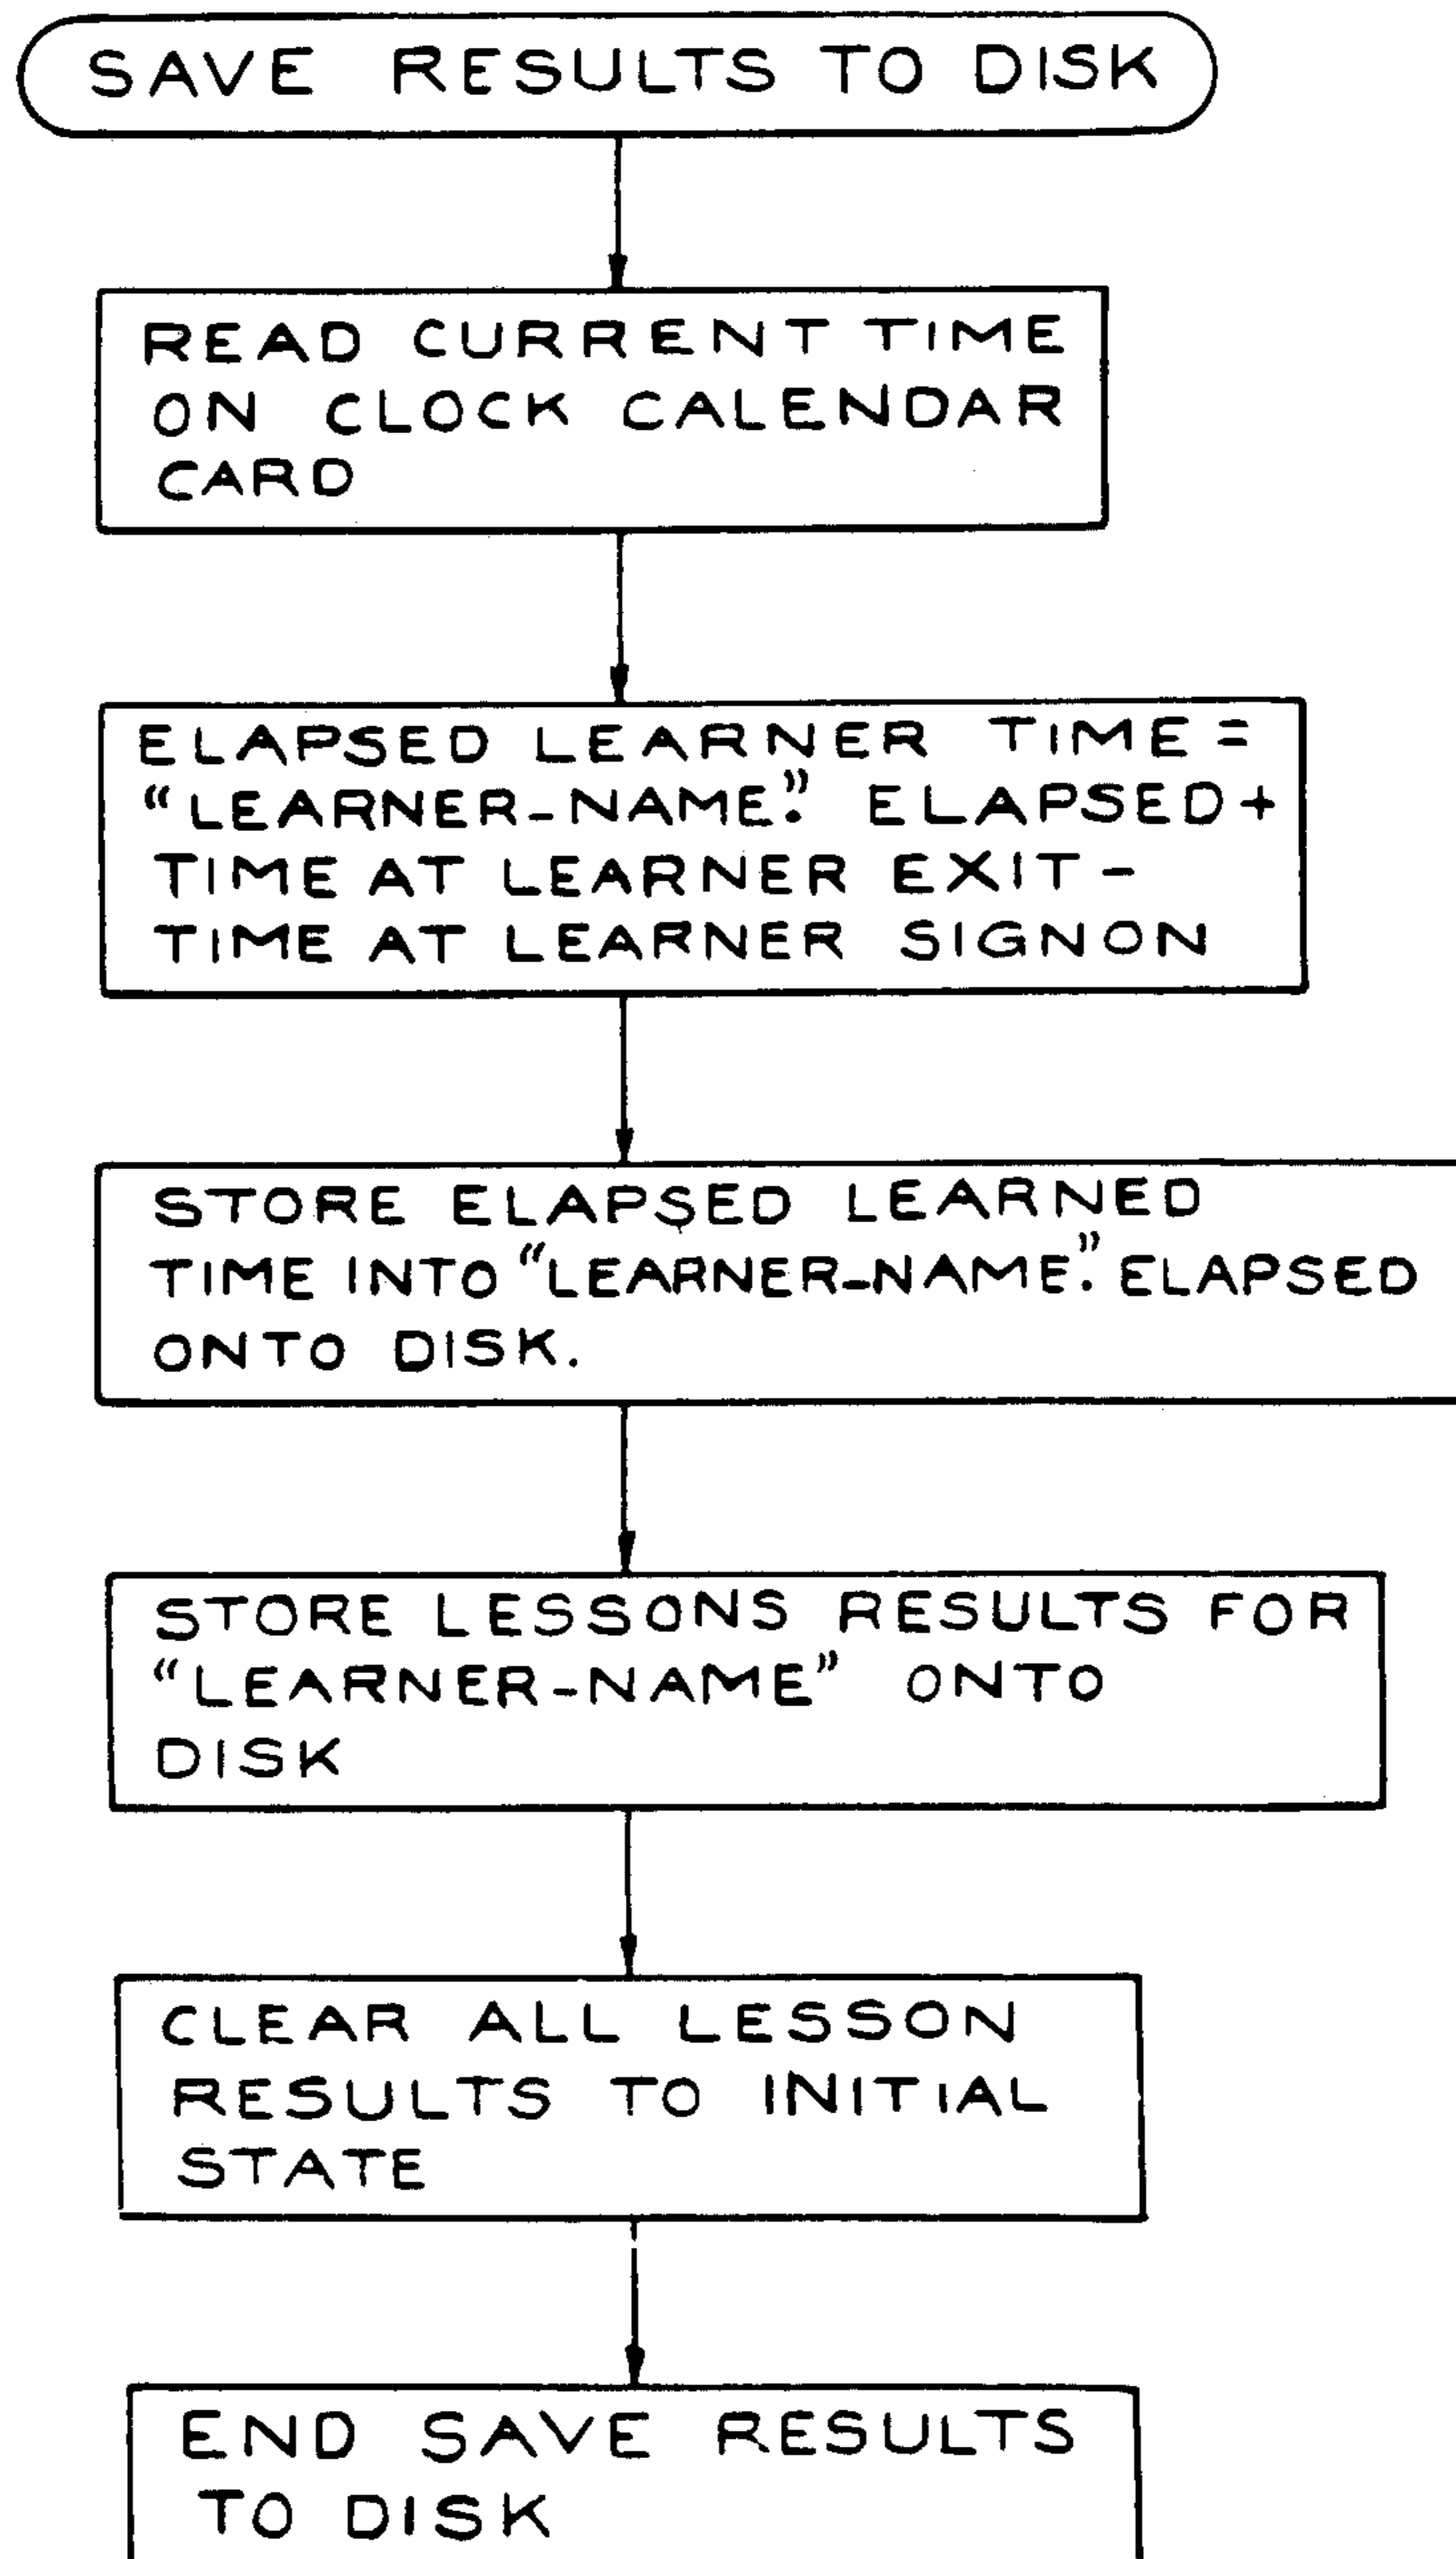 SAVE RESULTS TO DISK
READ CURRENT TIME
ON CLOCK CALENDAR
CARD
ELAPSED LEARNER TIME =
“LEARNER-NAME.” ELAPSED +
TIME AT LEARNER EXIT -
TIME AT LEARNER SIGNON
STORE ELAPSED LEARNED
TIME INTO “LEARNER-NAME.” ELAPSED
ONTO DISK.
STORE LESSONS RESULTS FOR
“LEARNER-NAME” ONTO
DISK
CLEAR ALL LESSON
RESULTS TO INITIAL
STATE
END SAVE RESULTS
TO DISK